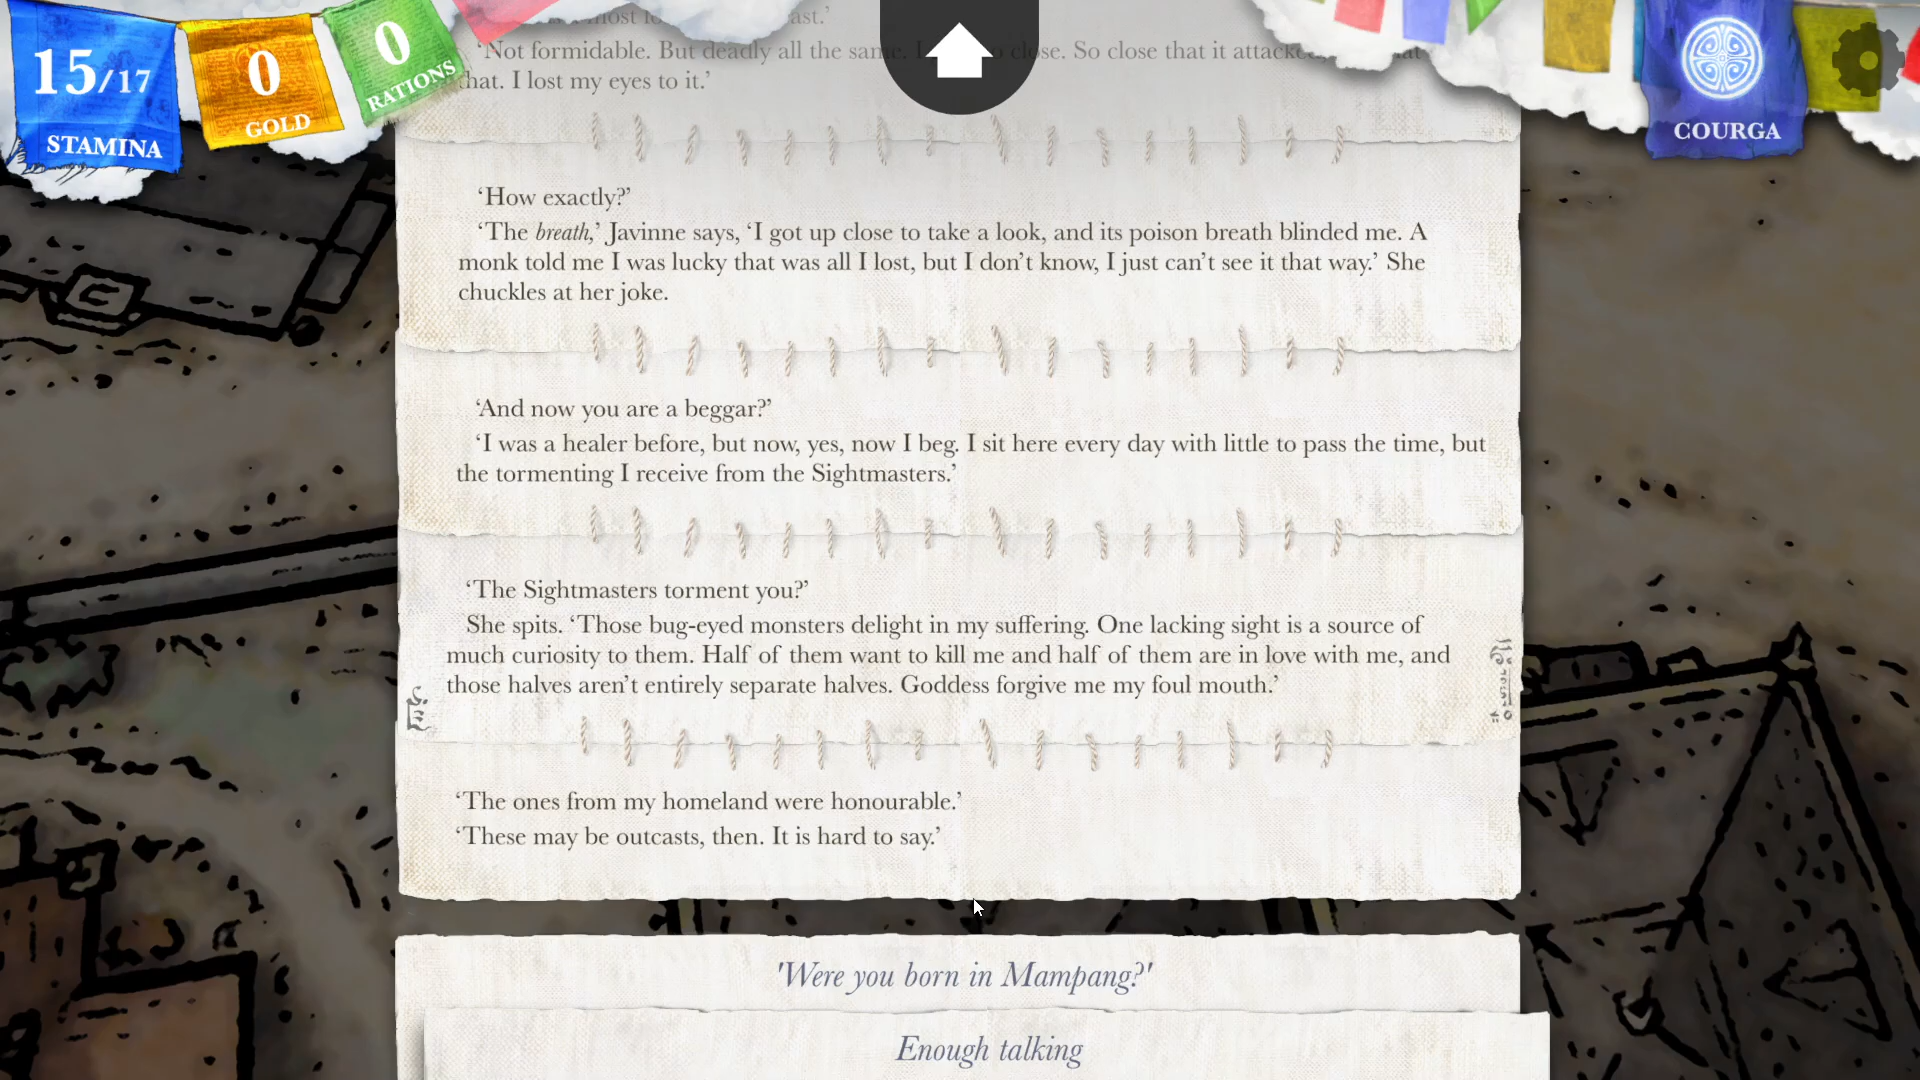 15/17
STAMINA
0
GOLD
0
RATIONS
COURGA
ast.’
‘Not formidable. But deadly all the same. close. So close that it
that. I lost my eyes to it.’
‘How exactly?’
‘The breath,’ Javinne says, ‘I got up close to take a look, and its poison breath blinded me. A
monk told me I was lucky that was all I lost, but I don’t know, I just can’t see it that way.’ She
chuckles at her joke.
‘And now you are a beggar?’
‘I was a healer before, but now, yes, now I beg. I sit here every day with little to pass the time, but
the tormenting I receive from the Sightmasters.’
‘The Sightmasters torment you?’
She spits. ‘Those bug-eyed monsters delight in my suffering. One lacking sight is a source of
much curiosity to them. Half of them want to kill me and half of them are in love with me, and
those halves aren’t entirely separate halves. Goddess forgive me my foul mouth.’
‘The ones from my homeland were honourable.’
‘These may be outcasts, then. It is hard to say.’
'Were you born in Mampang?'
Enough talking